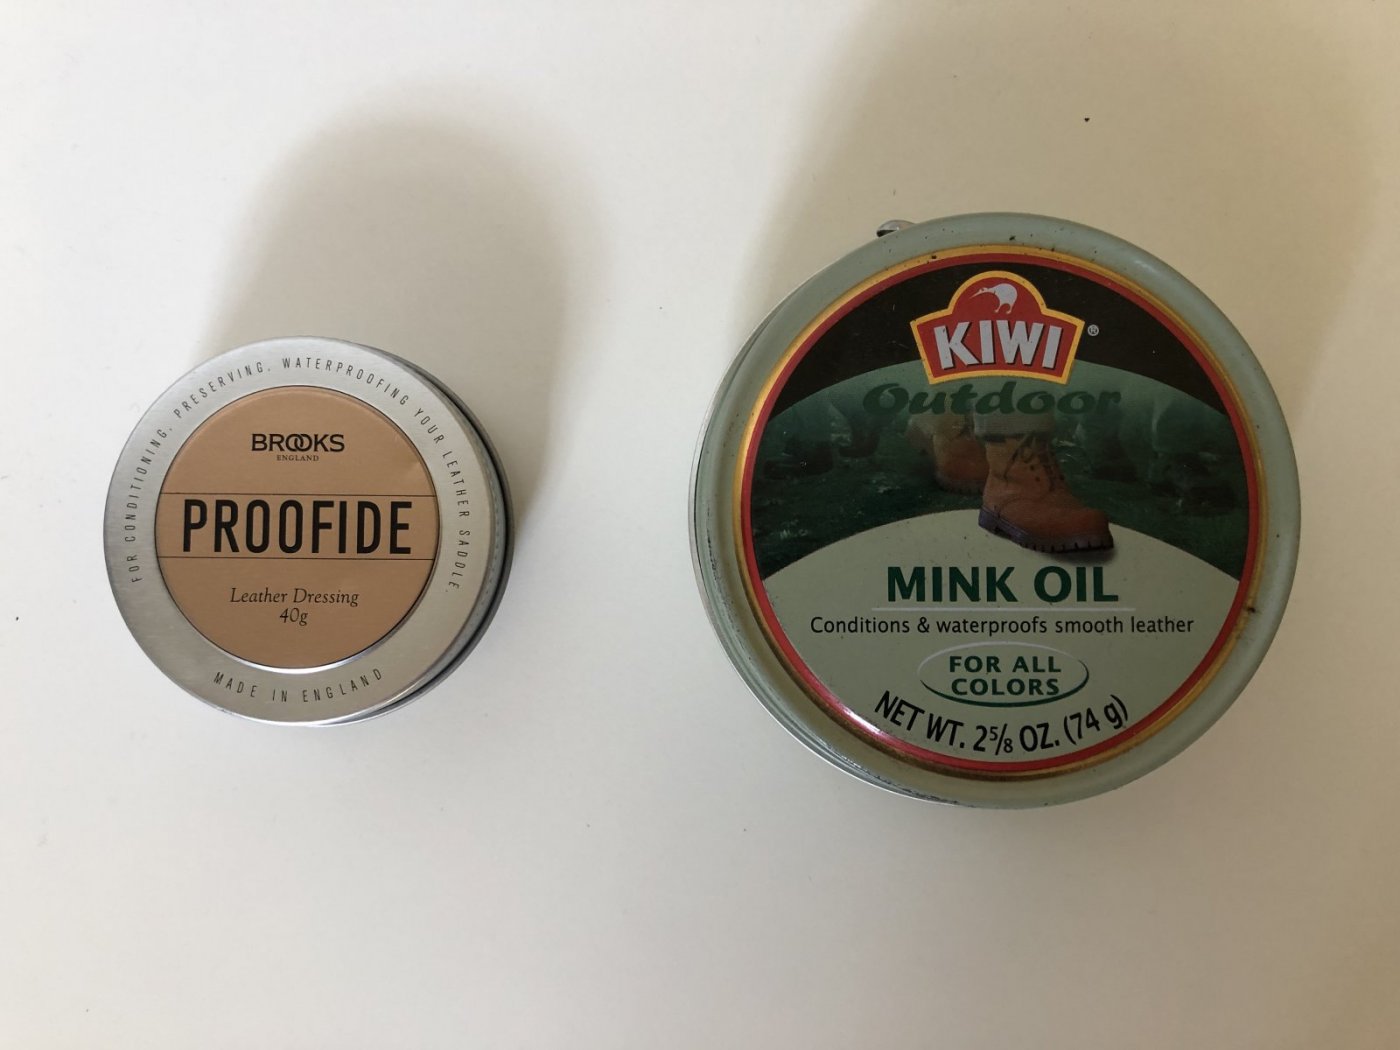 FOR CONDITIONING, PRESERVING, WATERPROOFING YOUR LEATHER SADDLE.
BROOKS
ENGLAND
PROOFIDE
Leather Dressing
40g
MADE IN ENGLAND
KIWI®
Outdoor
MINK OIL
Conditions & waterproofs smooth leather
FOR ALL
COLORS
NET WT. 2⅝ OZ. (74 g)